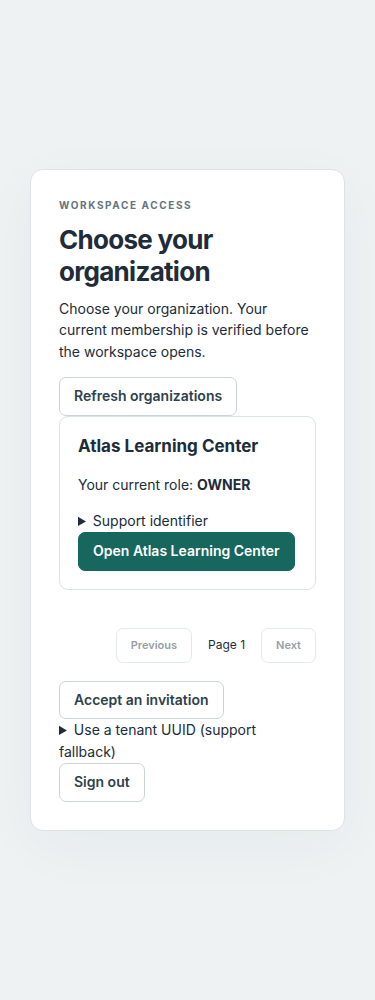 WORKSPACE ACCESS
Choose your
organization
Choose your organization. Your
current membership is verified before
the workspace opens.
Refresh organizations
Atlas Learning Center
Your current role: OWNER
Support identifier
Open Atlas Learning Center
Previous Page 1 Next
Accept an invitation
Use a tenant UUID (support
fallback)
Sign out